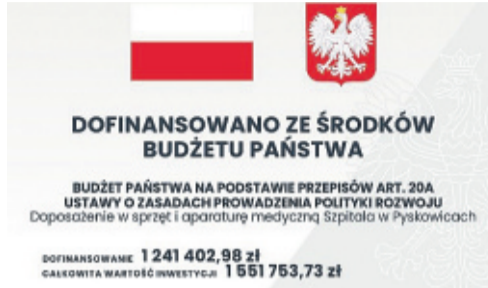 DOFINANSOWANO ZE ŚRODKÓW
BUDŻETU PAŃSTWA
BUDŻET PAŃSTWA NA PODSTAWIE PRZEPISÓW ART. 20A
USTAWY O ZASADACH PROWADZENIA POLITYKI ROZWOJU
Doposażenie w sprzęt i aparaturę medyczną Szpitala w Pyskowicach
DOFINANSOWANIE 1 241 402,98 zł
CAŁKOWITA WARTOŚĆ INWESTYCJI 1 551 753,73 zł